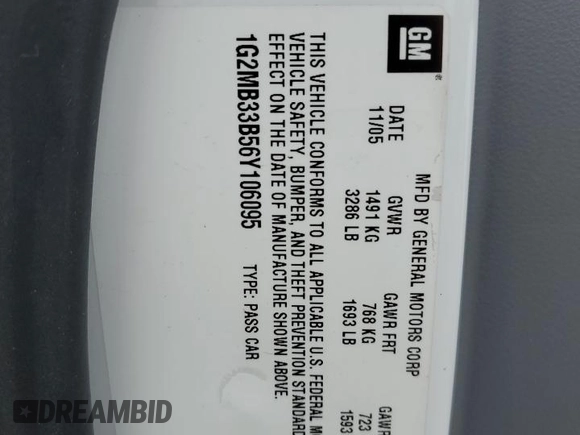 GM
MFD BY GENERAL MOTORS CORP
DATE GVWR GAWR FRT GAWR
11/05 1491 KG 768 KG 723
3286 LB 1693 LB 1593
THIS VEHICLE CONFORMS TO ALL APPLICABLE U.S. FEDERAL M
VEHICLE SAFETY, BUMPER, AND THEFT PREVENTION STANDARD
EFFECT ON THE DATE OF MANUFACTURE SHOWN ABOVE.
1G2MB33B56Y106095 TYPE: PASS CAR
DREAMBID